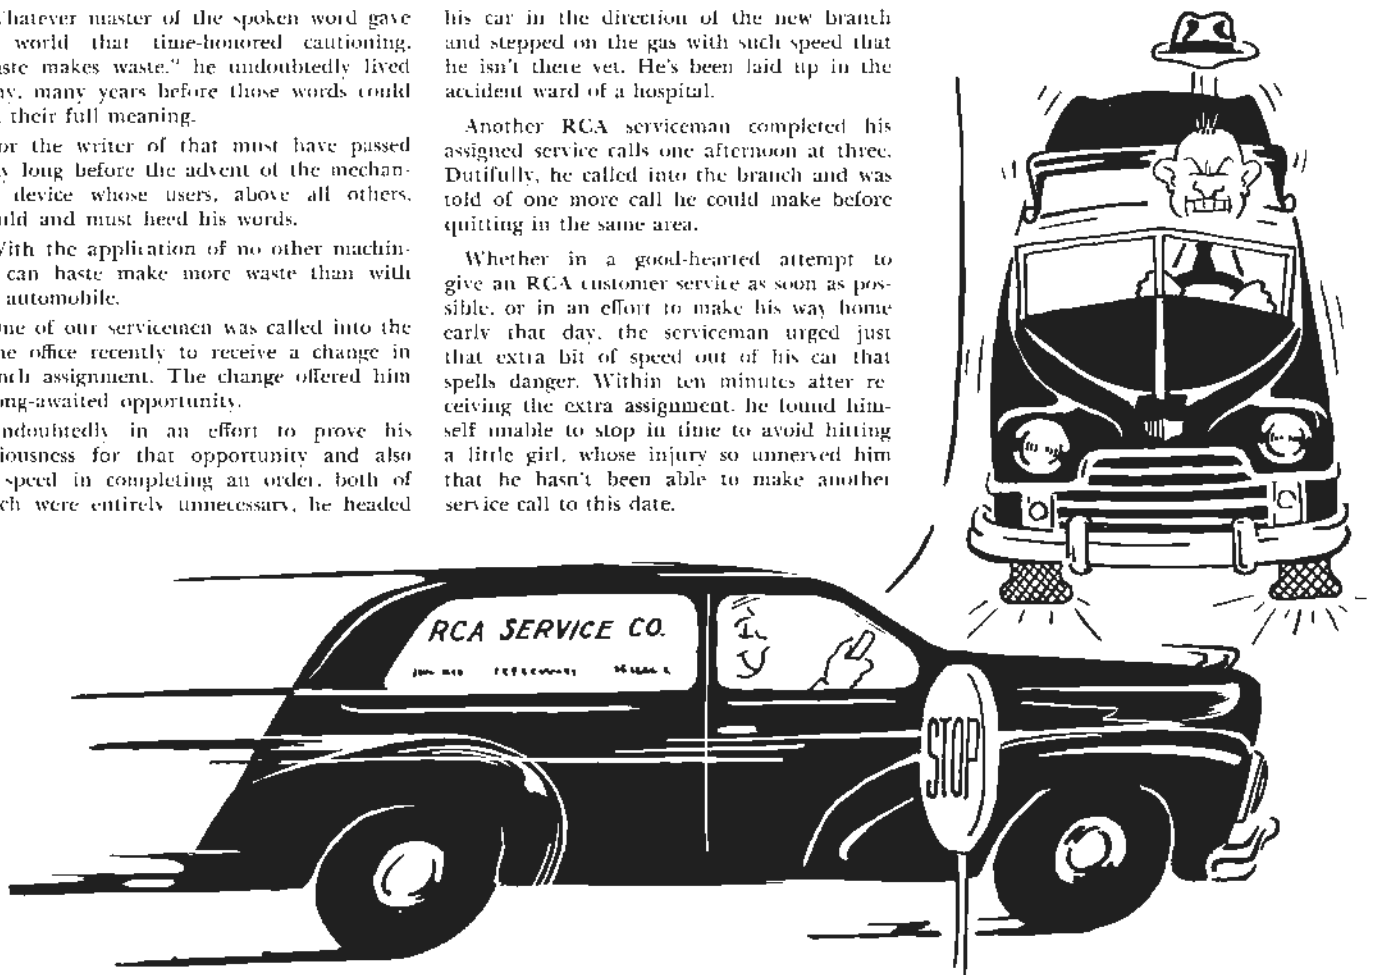 hatever master of the spoken word gave
world that time-honored cautioning,
aste makes waste." he undoubtedly lived
ny, many years before those words could
their full meaning.
or the writer of that must have passed
y long before the advent of the mechan-
device whose users, above all others,
uld and must heed his words.
With the application of no other machin-
can haste make more waste than with
automobile.
ne of our servicemen was called into the
ne office recently to receive a change in
nch assignment. The change offered him
ong-awaited opportunity.
ndoubtedly in an effort to prove his
iousness for that opportunity and also
speed in completing an order, both of
ch were entirely unnecessary, he headed
his car in the direction of the new branch
and stepped on the gas with such speed that
he isn't there yet. He's been laid up in the
accident ward of a hospital.
Another RCA serviceman completed his
assigned service calls one afternoon at three.
Dutifully, he called into the branch and was
told of one more call he could make before
quitting in the same area.
Whether in a good-hearted attempt to
give an RCA customer service as soon as pos-
sible, or in an effort to make his way home
early that day, the serviceman urged just
that extra bit of speed out of his car that
spells danger. Within ten minutes after re-
ceiving the extra assignment, he found him-
self unable to stop in time to avoid hitting
a little girl, whose injury so unnerved him
that he hasn't been able to make another
service call to this date.
RCA SERVICE CO.
STOP